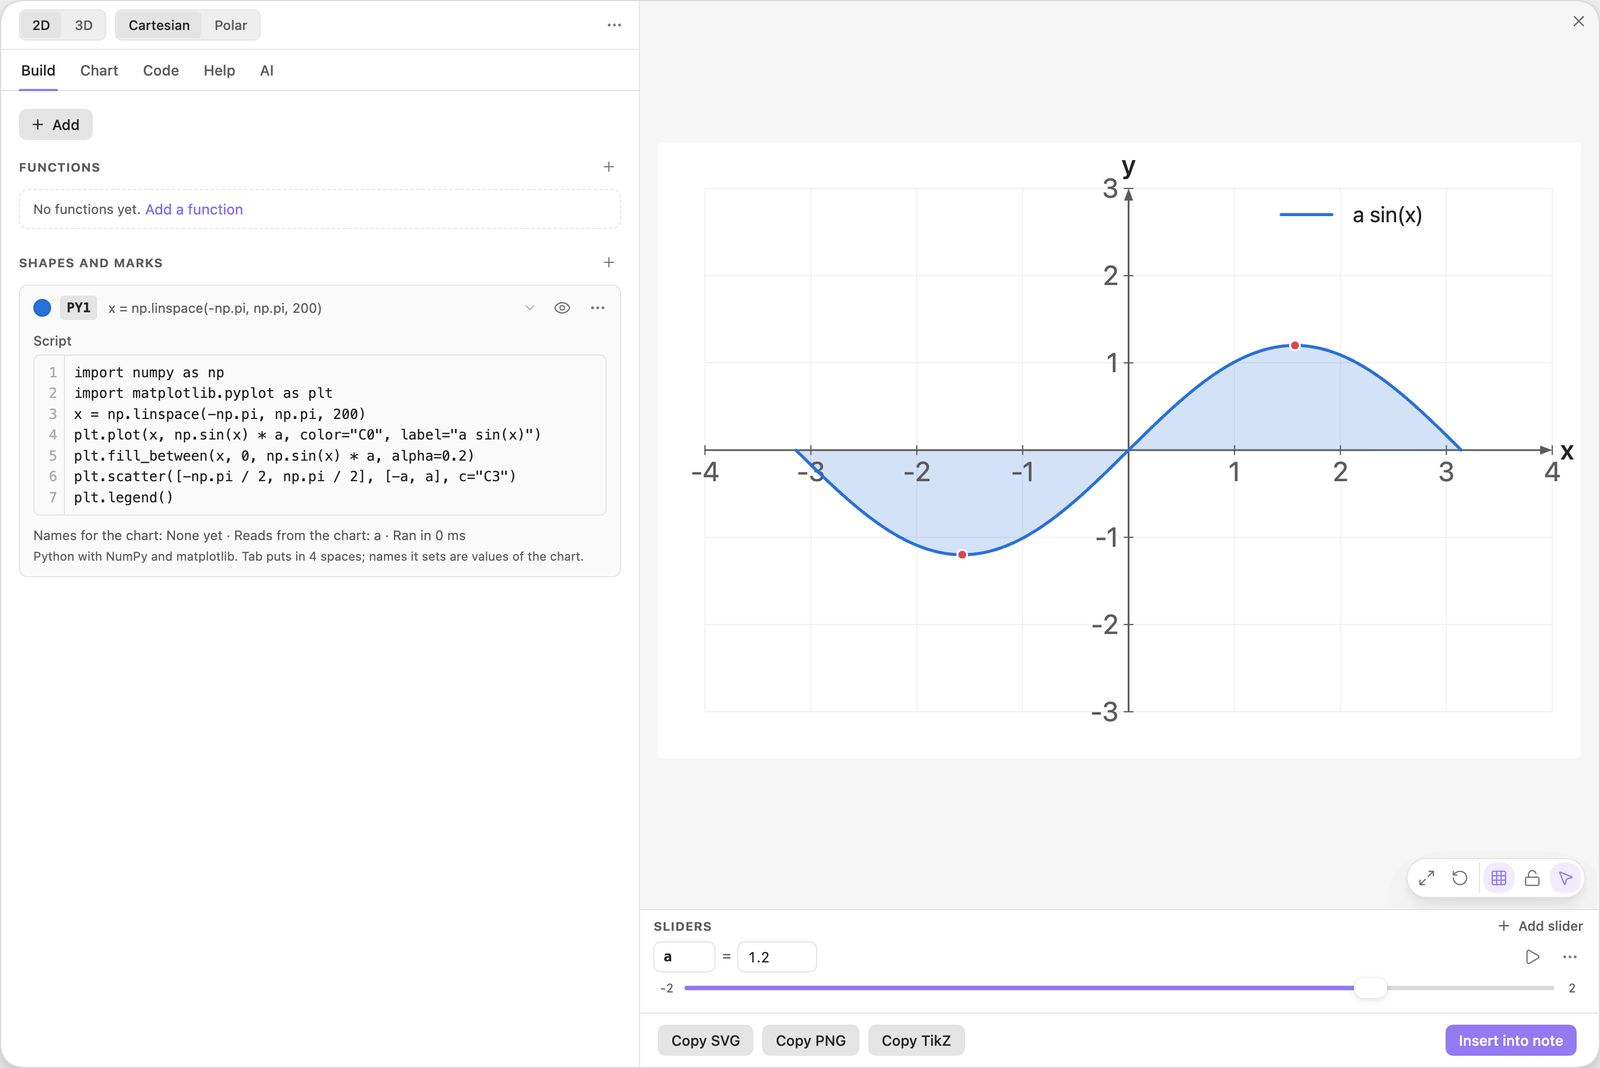 2D 3D Cartesian Polar
Build Chart Code Help AI
+ Add
FUNCTIONS
No functions yet. Add a function
SHAPES AND MARKS
PY1 x = np.linspace(-np.pi, np.pi, 200)
Script
1 import numpy as np
2 import matplotlib.pyplot as plt
3 x = np.linspace(-np.pi, np.pi, 200)
4 plt.plot(x, np.sin(x) * a, color="C0", label="a sin(x)")
5 plt.fill_between(x, 0, np.sin(x) * a, alpha=0.2)
6 plt.scatter([-np.pi / 2, np.pi / 2], [-a, a], c="C3")
7 plt.legend()
Names for the chart: None yet · Reads from the chart: a · Ran in 0 ms
Python with NumPy and matplotlib. Tab puts in 4 spaces; names it sets are values of the chart.
y
3
a sin(x)
2
1
x
-4 -3 -2 -1 1 2 3 4
-1
-2
-3
SLIDERS
+ Add slider
a = 1.2
-2 2
Copy SVG Copy PNG Copy TikZ Insert into note